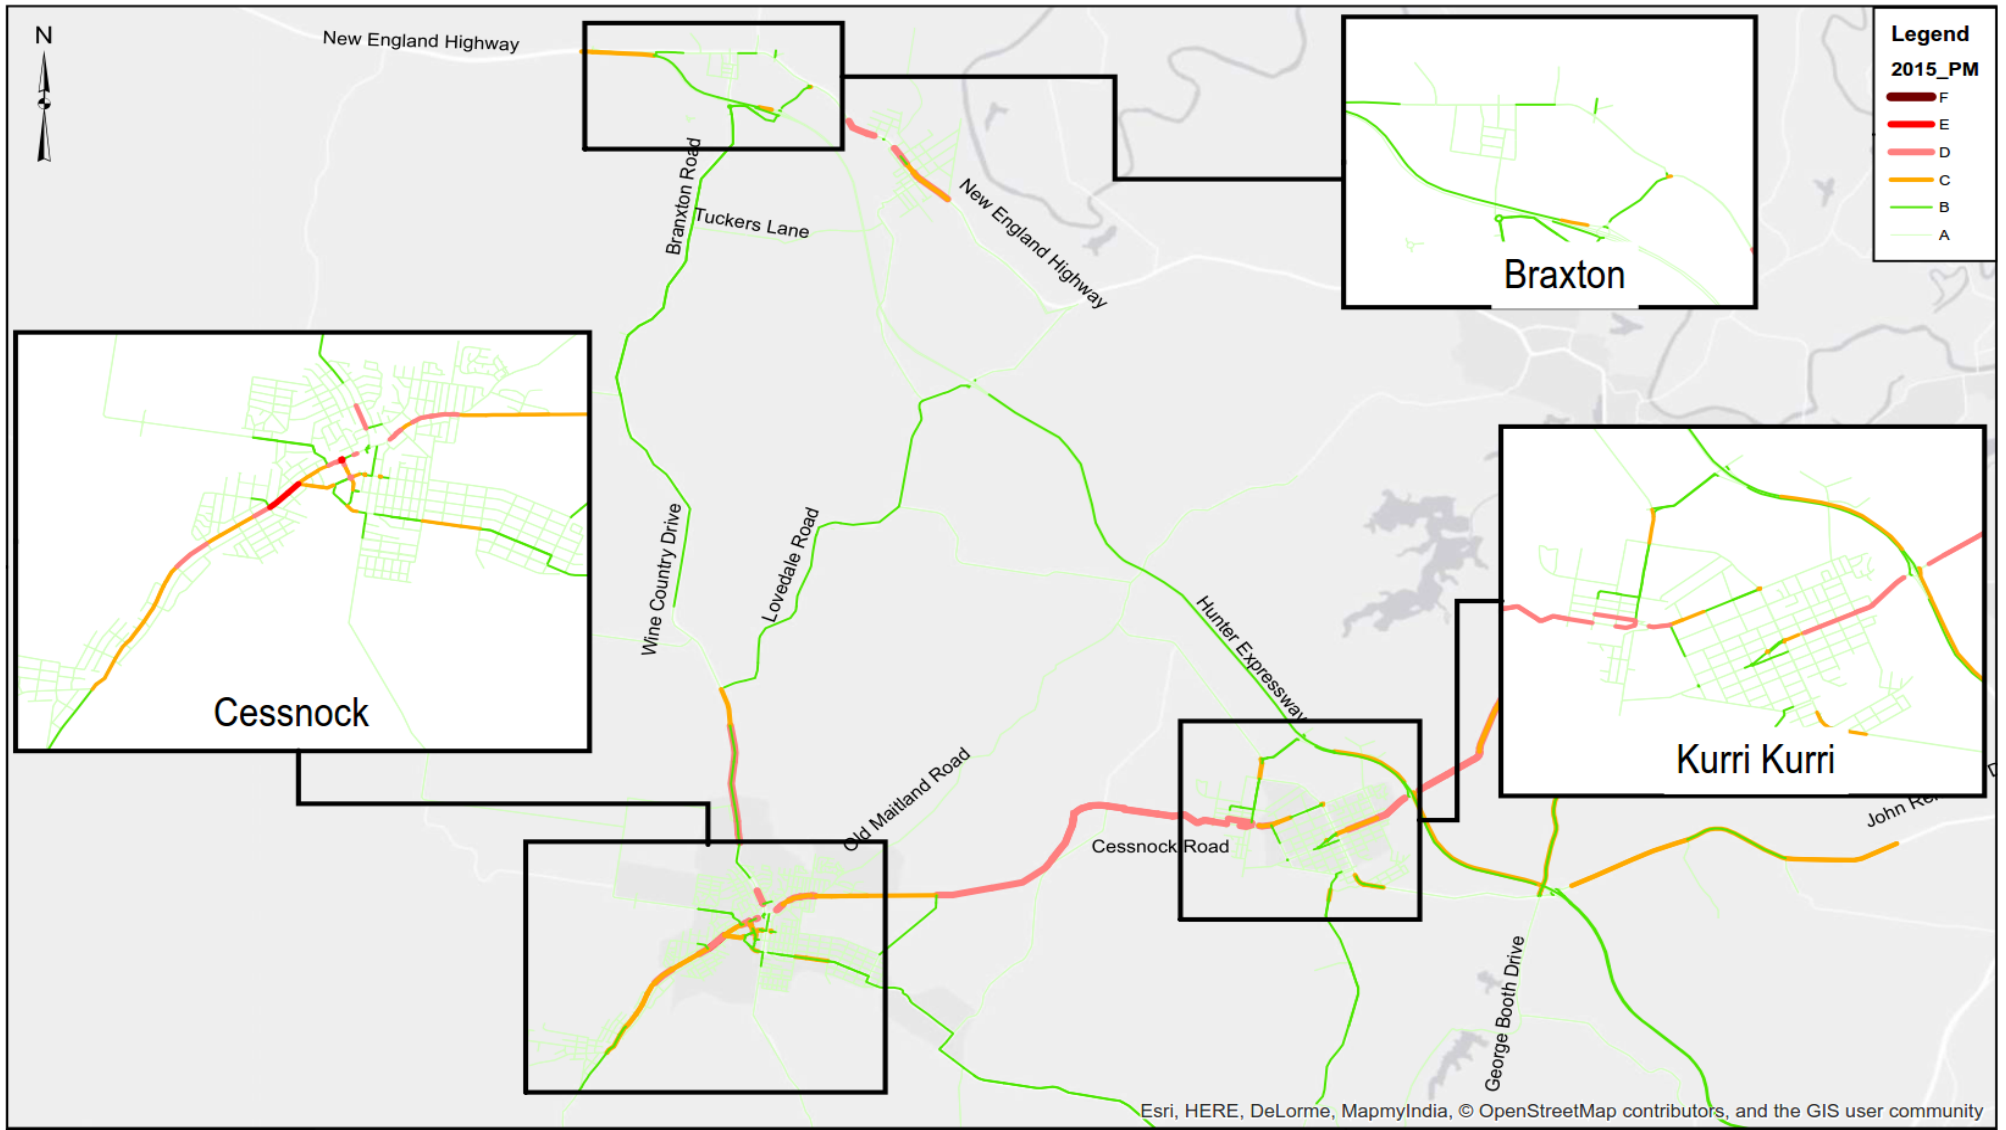 N
New England Highway
Legend
2015_PM
F
E
D
C
B
A
Braxton
Branxton Road
Tuckers Lane
New England Highway
Wine Country Drive
Lovedale Road
Hunter Expressway
Cessnock
Kurri Kurri
Old Maitland Road
Cessnock Road
John Re
D
George Booth Drive
Esri, HERE, DeLorme, MapmyIndia, © OpenStreetMap contributors, and the GIS user community